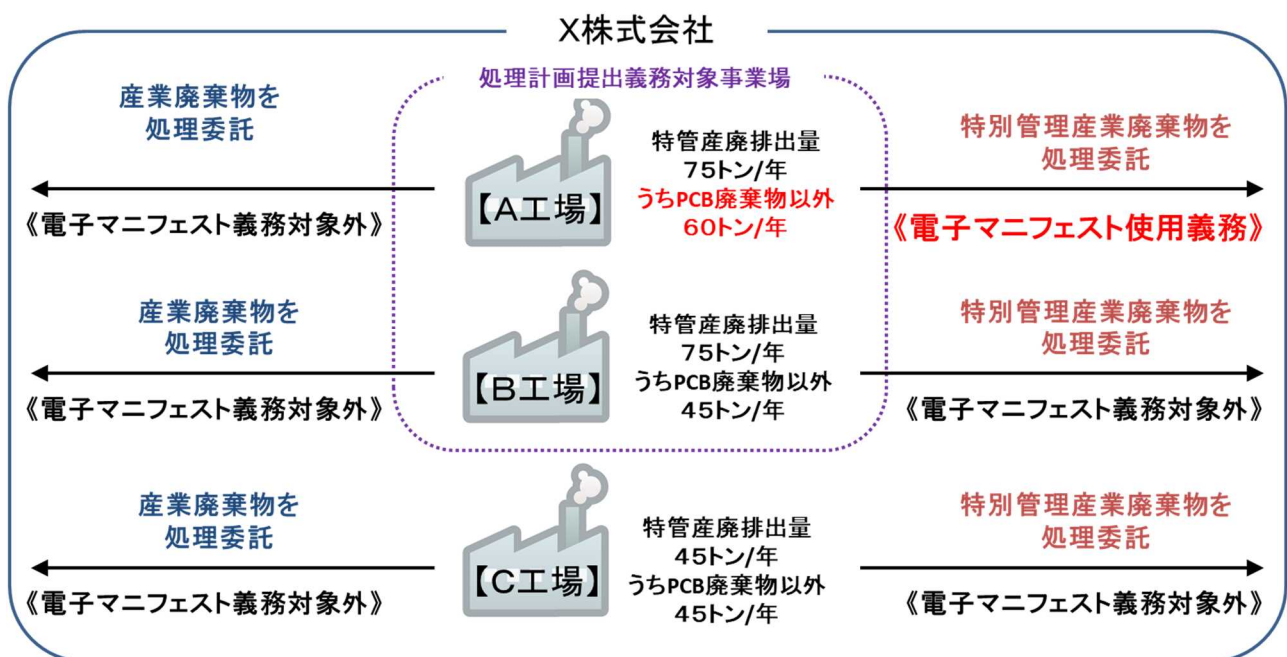 X株式会社
処理計画提出義務対象事業場
産業廃棄物を
処理委託
《電子マニフェスト義務対象外》
【A工場】
特管産廃排出量
75トン/年
うちPCB廃棄物以外
60トン/年
特別管理産業廃棄物を
処理委託
《電子マニフェスト使用義務》
産業廃棄物を
処理委託
《電子マニフェスト義務対象外》
【B工場】
特管産廃排出量
75トン/年
うちPCB廃棄物以外
45トン/年
特別管理産業廃棄物を
処理委託
《電子マニフェスト義務対象外》
産業廃棄物を
処理委託
《電子マニフェスト義務対象外》
【C工場】
特管産廃排出量
45トン/年
うちPCB廃棄物以外
45トン/年
特別管理産業廃棄物を
処理委託
《電子マニフェスト義務対象外》